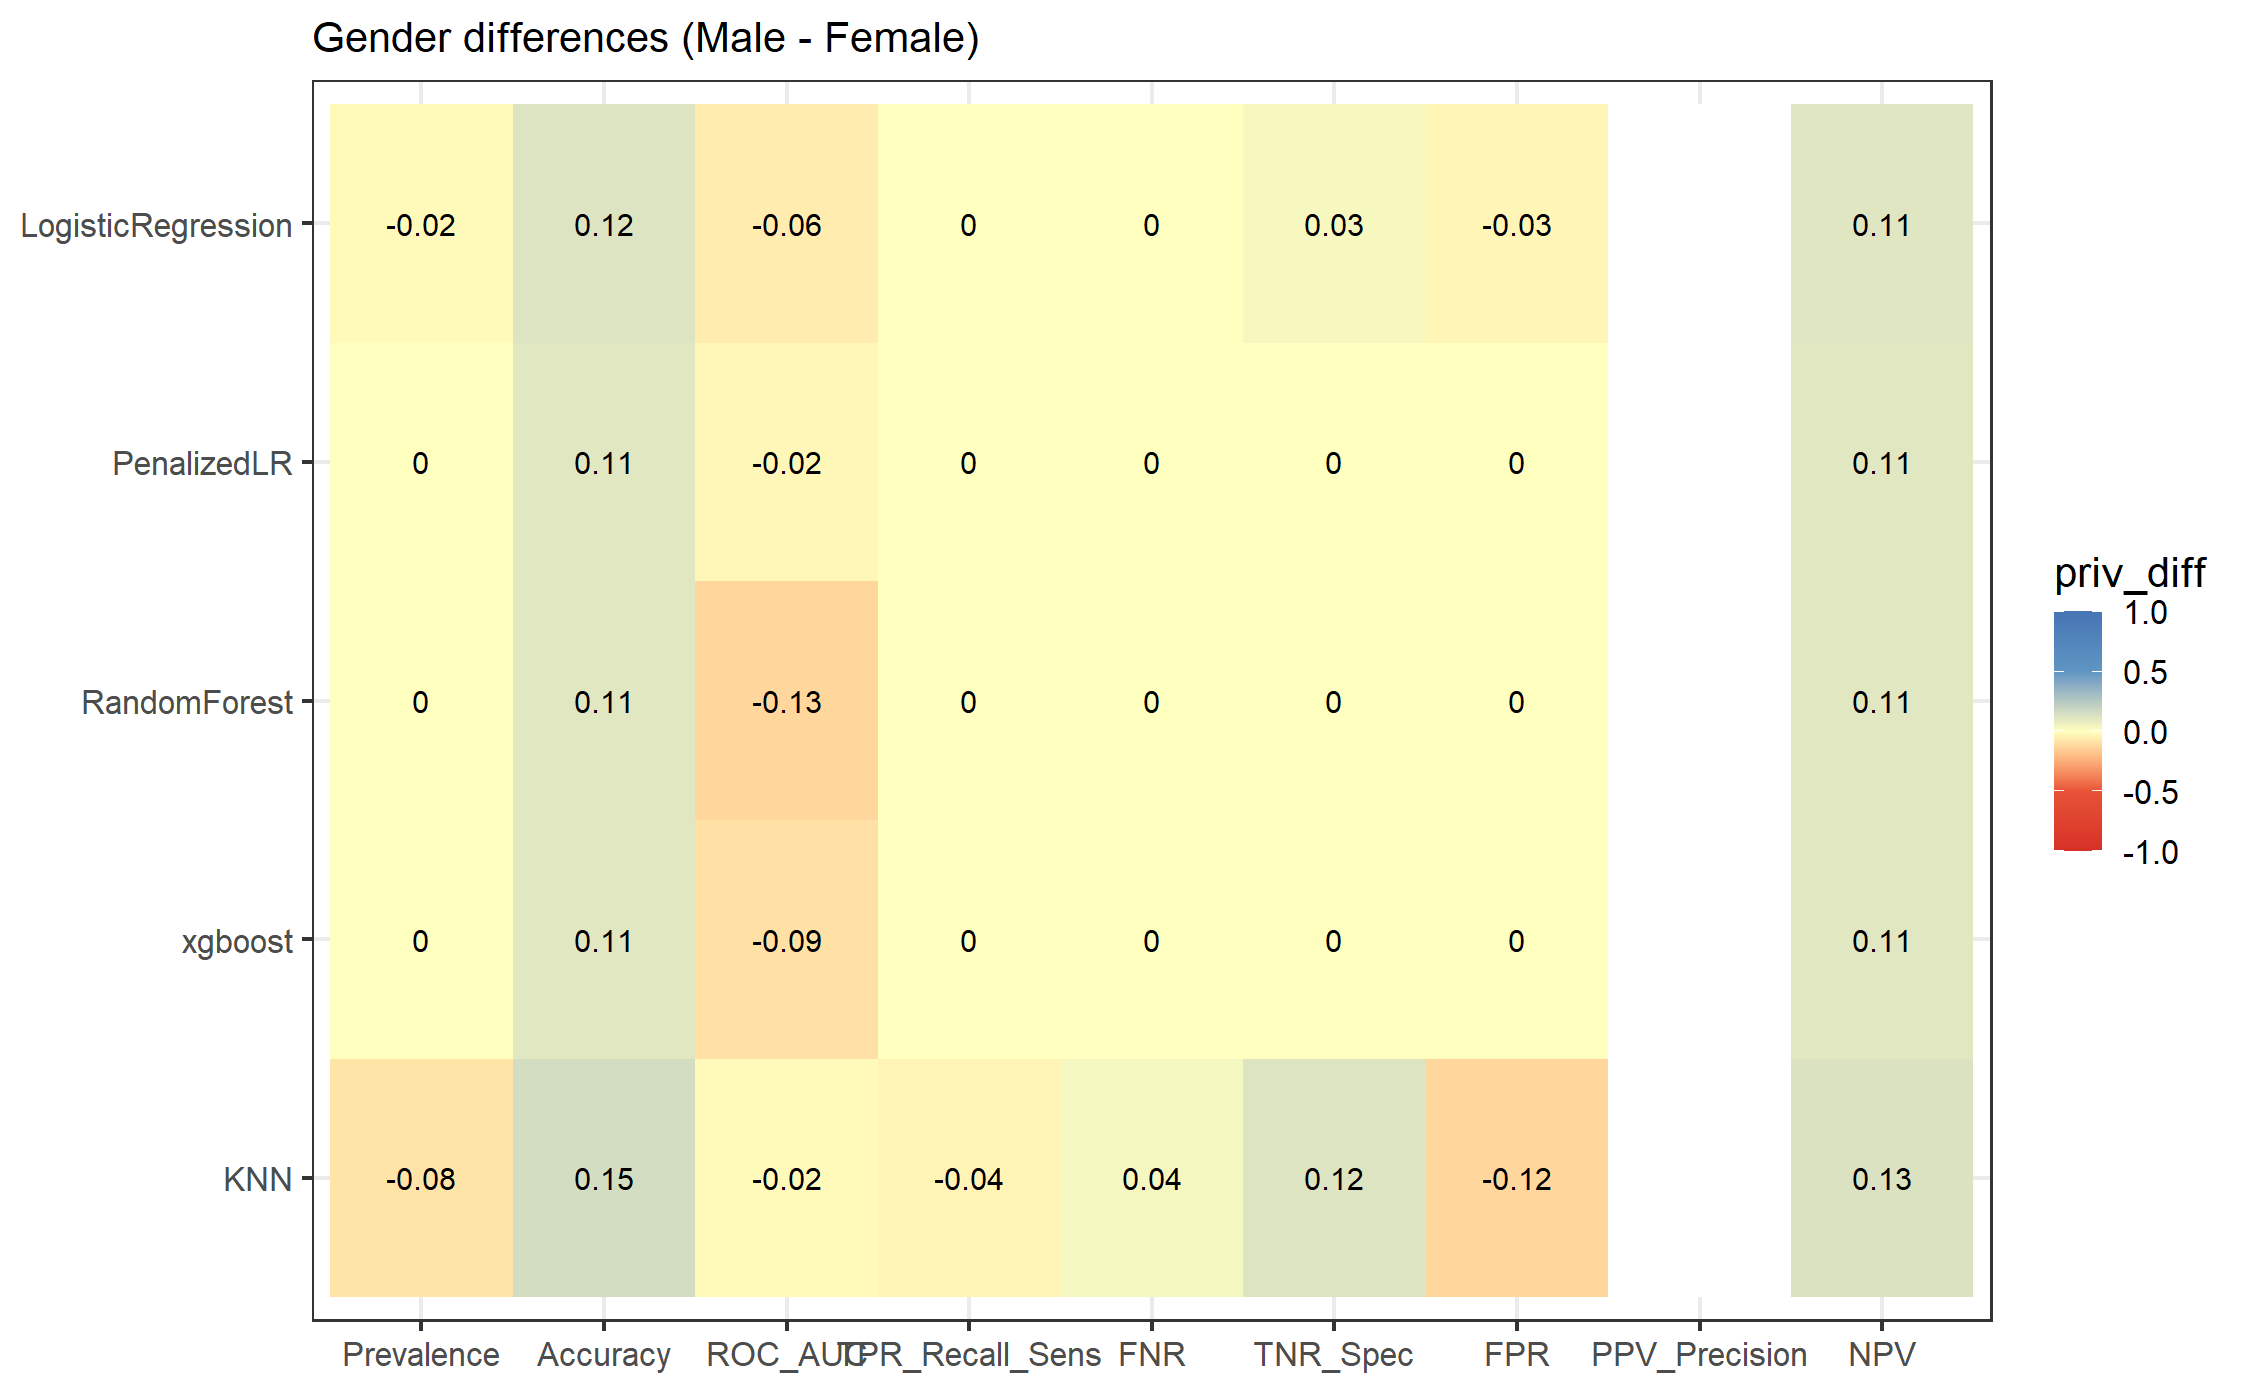 Gender differences (Male - Female)
LogisticRegression -0.02 0.12 -0.06 0 0 0.03 -0.03 0.11
PenalizedLR 0 0.11 -0.02 0 0 0 0 0.11
RandomForest 0 0.11 -0.13 0 0 0 0 0.11
xgboost 0 0.11 -0.09 0 0 0 0 0.11
KNN -0.08 0.15 -0.02 -0.04 0.04 0.12 -0.12 0.13
Prevalence Accuracy ROC_AUC TPR_Recall_Sens FNR TNR_Spec FPR PPV_Precision NPV
priv_diff
1.0
0.5
0.0
-0.5
-1.0